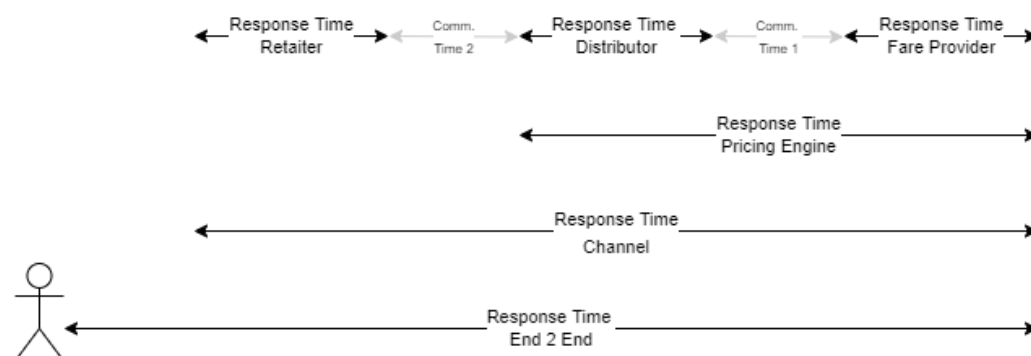 Response Time
Retaiter
Comm.
Time 2
Response Time
Distributor
Comm.
Time 1
Response Time
Fare Provider
Response Time
Pricing Engine
Response Time
Channel
Response Time
End 2 End